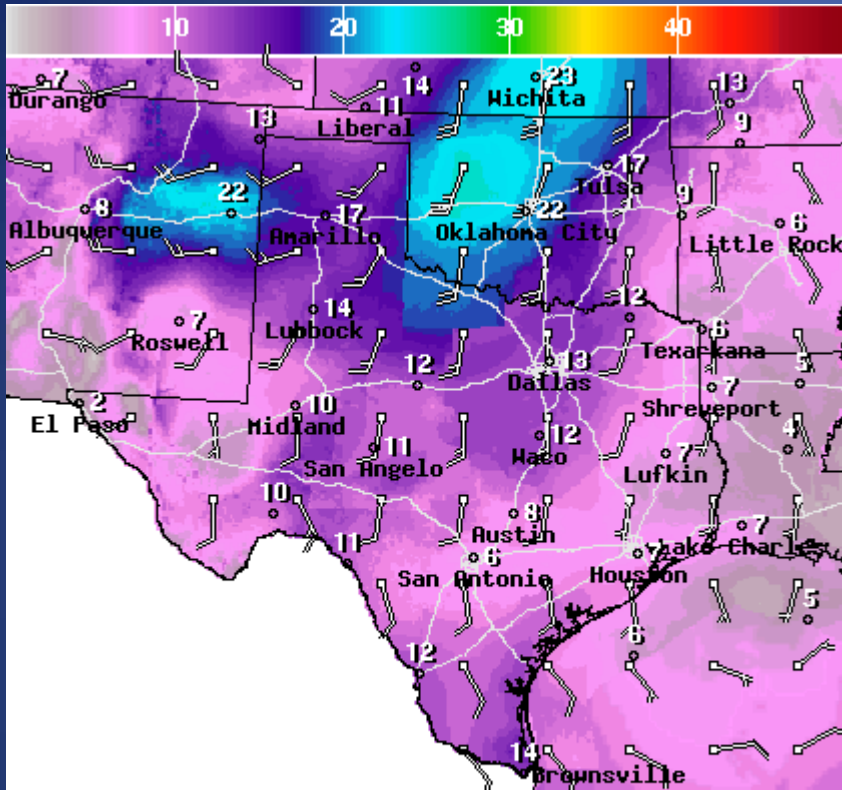 10 20 30 40
7
Durango
14
23
Wichita
13
11
Liberal
13
9
17
Tulsa
8
Albuquerque
22
17
Amarillo
22
Oklahoma City
9
6
Little Rock
7
Roswell
14
Lubbock
12
6
Texarkana
12
13
Dallas
5
7
Shreveport
2
El Paso
10
Midland
11
San Angelo
12
Waco
7
Lufkin
4
10
8
Austin
7
Lake Charles
11
6
San Antonio
7
Houston
5
6
12
14
Brownsville